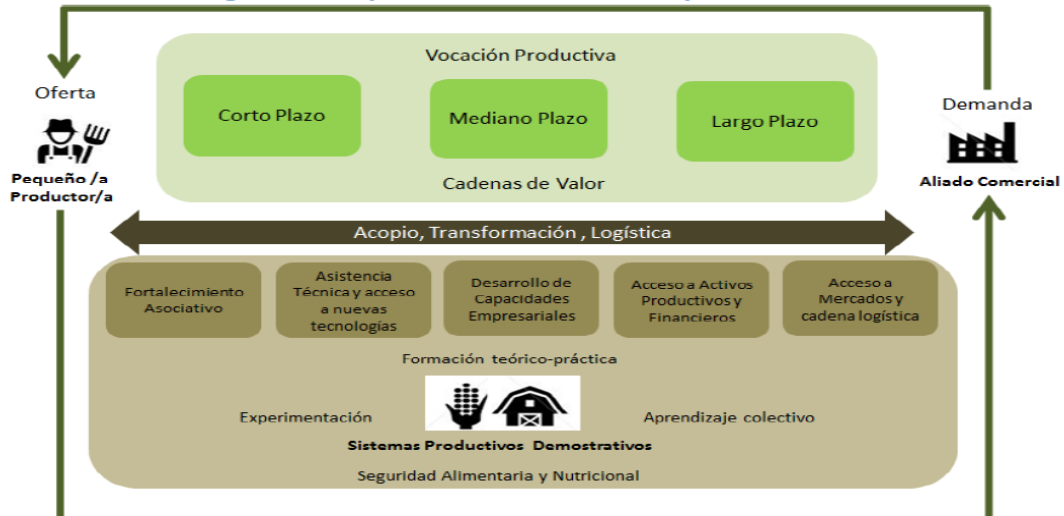 Vocación Productiva
Oferta
Corto Plazo
Mediano Plazo
Largo Plazo
Demanda
Pequeño /a
Productor/a
Cadenas de Valor
Aliado Comercial
Acopio, Transformación , Logística
Fortalecimiento
Asociativo
Asistencia
Técnica y acceso
a nuevas
tecnologías
Desarrollo de
Capacidades
Empresariales
Acceso a Activos
Productivos y
Financieros
Acceso a
Mercados y
cadena logística
Formación teórico-práctica
Experimentación
Aprendizaje colectivo
Sistemas Productivos Demostrativos
Seguridad Alimentaria y Nutricional